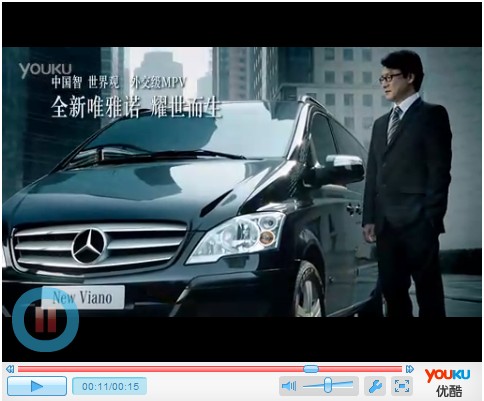 YOUKU
中国智 世界观 外交级MPV
全新唯雅诺 耀世而生
New Viano
00:11/00:15
YOUKU
优酷